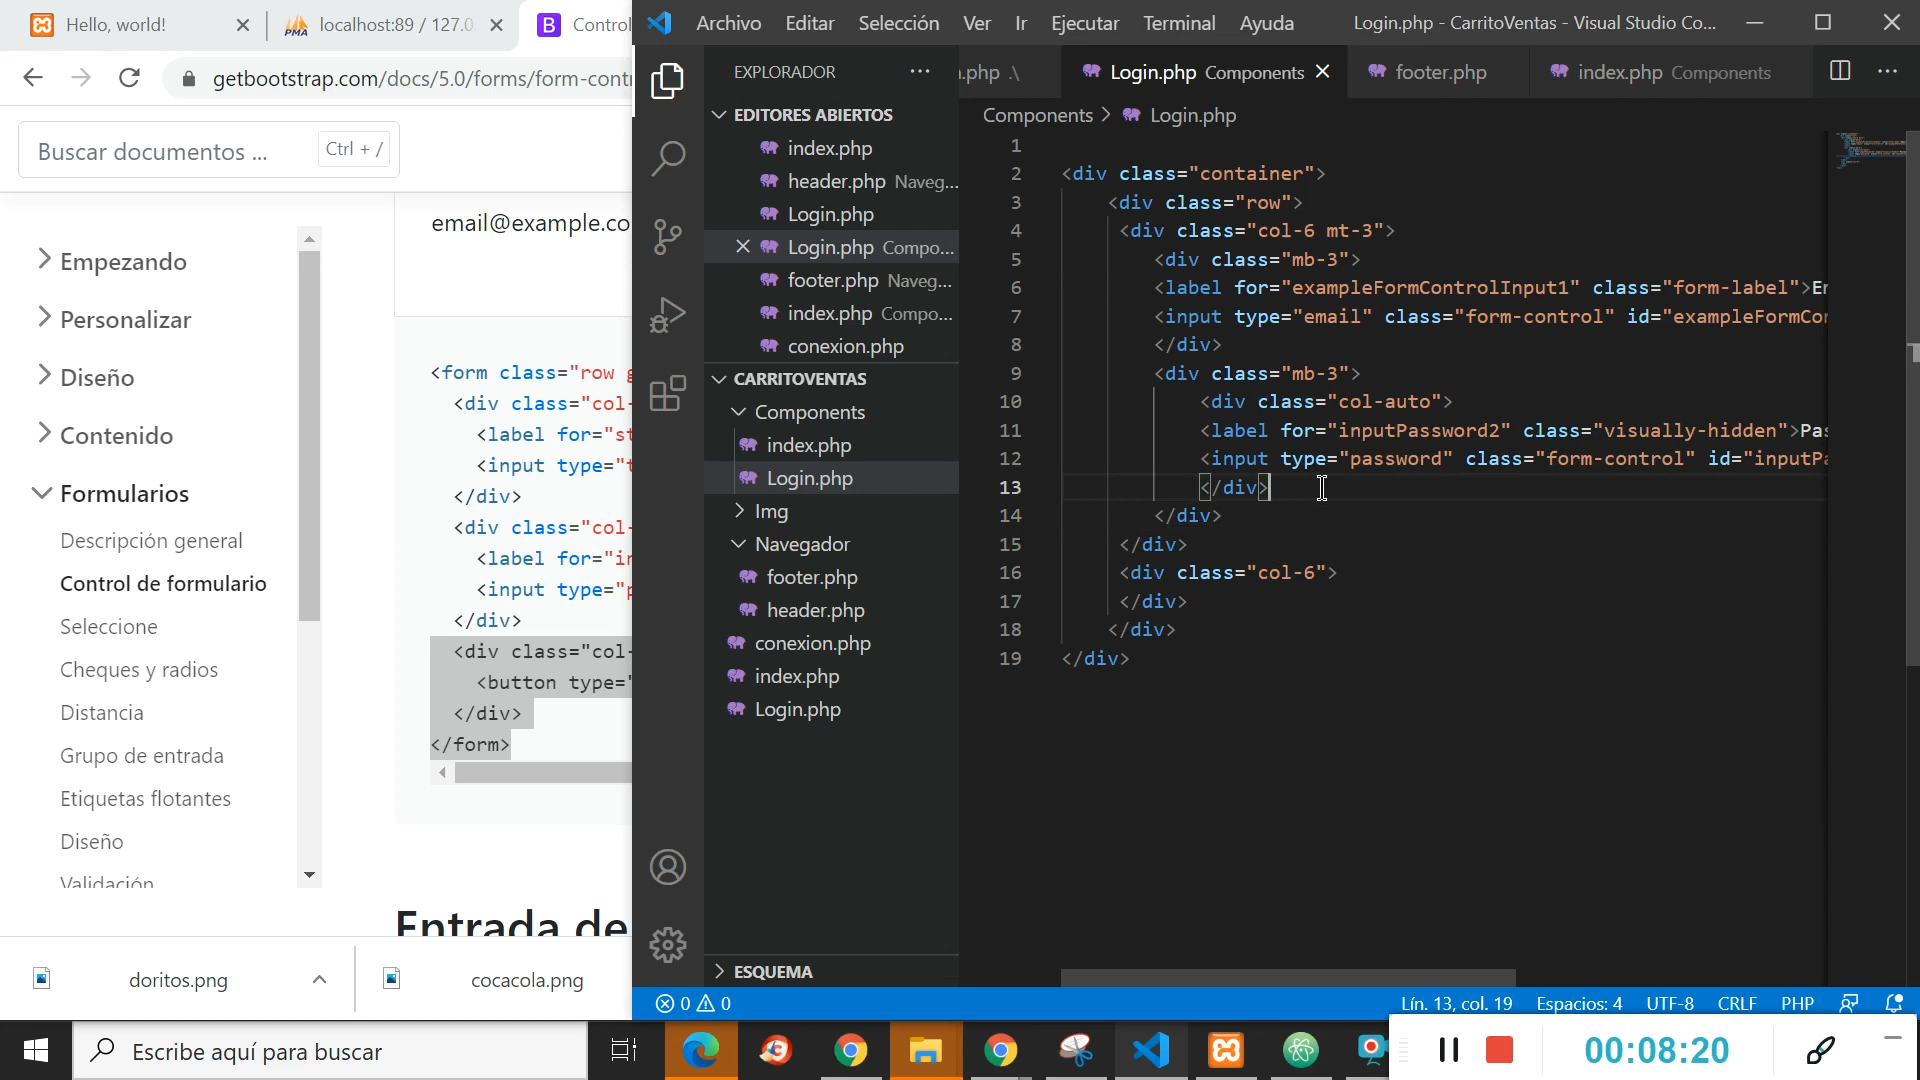 Hello, world!
localhost:89 / 127.0
Control
getbootstrap.com/docs/5.0/forms/form-cont
Buscar documentos ...
Ctrl + /
Empezando
Personalizar
Diseño
Contenido
Formularios
Descripción general
Control de formulario
Seleccione
Cheques y radios
Distancia
Grupo de entrada
Etiquetas flotantes
Diseño
Validación
email@example.co
<form class="row g
<div class="col-
<label for="st
<input type="t
</div>
<div class="col-
<label for="in
<input type="p
</div>
<div class="col-
<button type="
</div>
</form>
Entrada de
doritos.png
cocacola.png
Archivo Editar Selección Ver Ir Ejecutar Terminal Ayuda
Login.php - CarritoVentas - Visual Studio Co...
EXPLORADOR
EDITORES ABIERTOS
index.php
header.php Naveg...
Login.php
Login.php Compo...
footer.php Naveg...
index.php Compo...
conexion.php
CARRITOVENTAS
Components
index.php
Login.php
Img
Navegador
footer.php
header.php
conexion.php
index.php
Login.php
ESQUEMA
.php .\
Login.php Components
footer.php
index.php Components
Components > Login.php
1
2 <div class="container">
3 <div class="row">
4 <div class="col-6 mt-3">
5 <div class="mb-3">
6 <label for="exampleFormControlInput1" class="form-label">Em
7 <input type="email" class="form-control" id="exampleFormCon
8 </div>
9 <div class="mb-3">
10 <div class="col-auto">
11 <label for="inputPassword2" class="visually-hidden">Pas
12 <input type="password" class="form-control" id="inputPa
13 </div>
14 </div>
15 </div>
16 <div class="col-6">
17 </div>
18 </div>
19 </div>
0 0
Lín. 13, col. 19 Espacios: 4 UTF-8 CRLF PHP
Escribe aquí para buscar
00:08:20